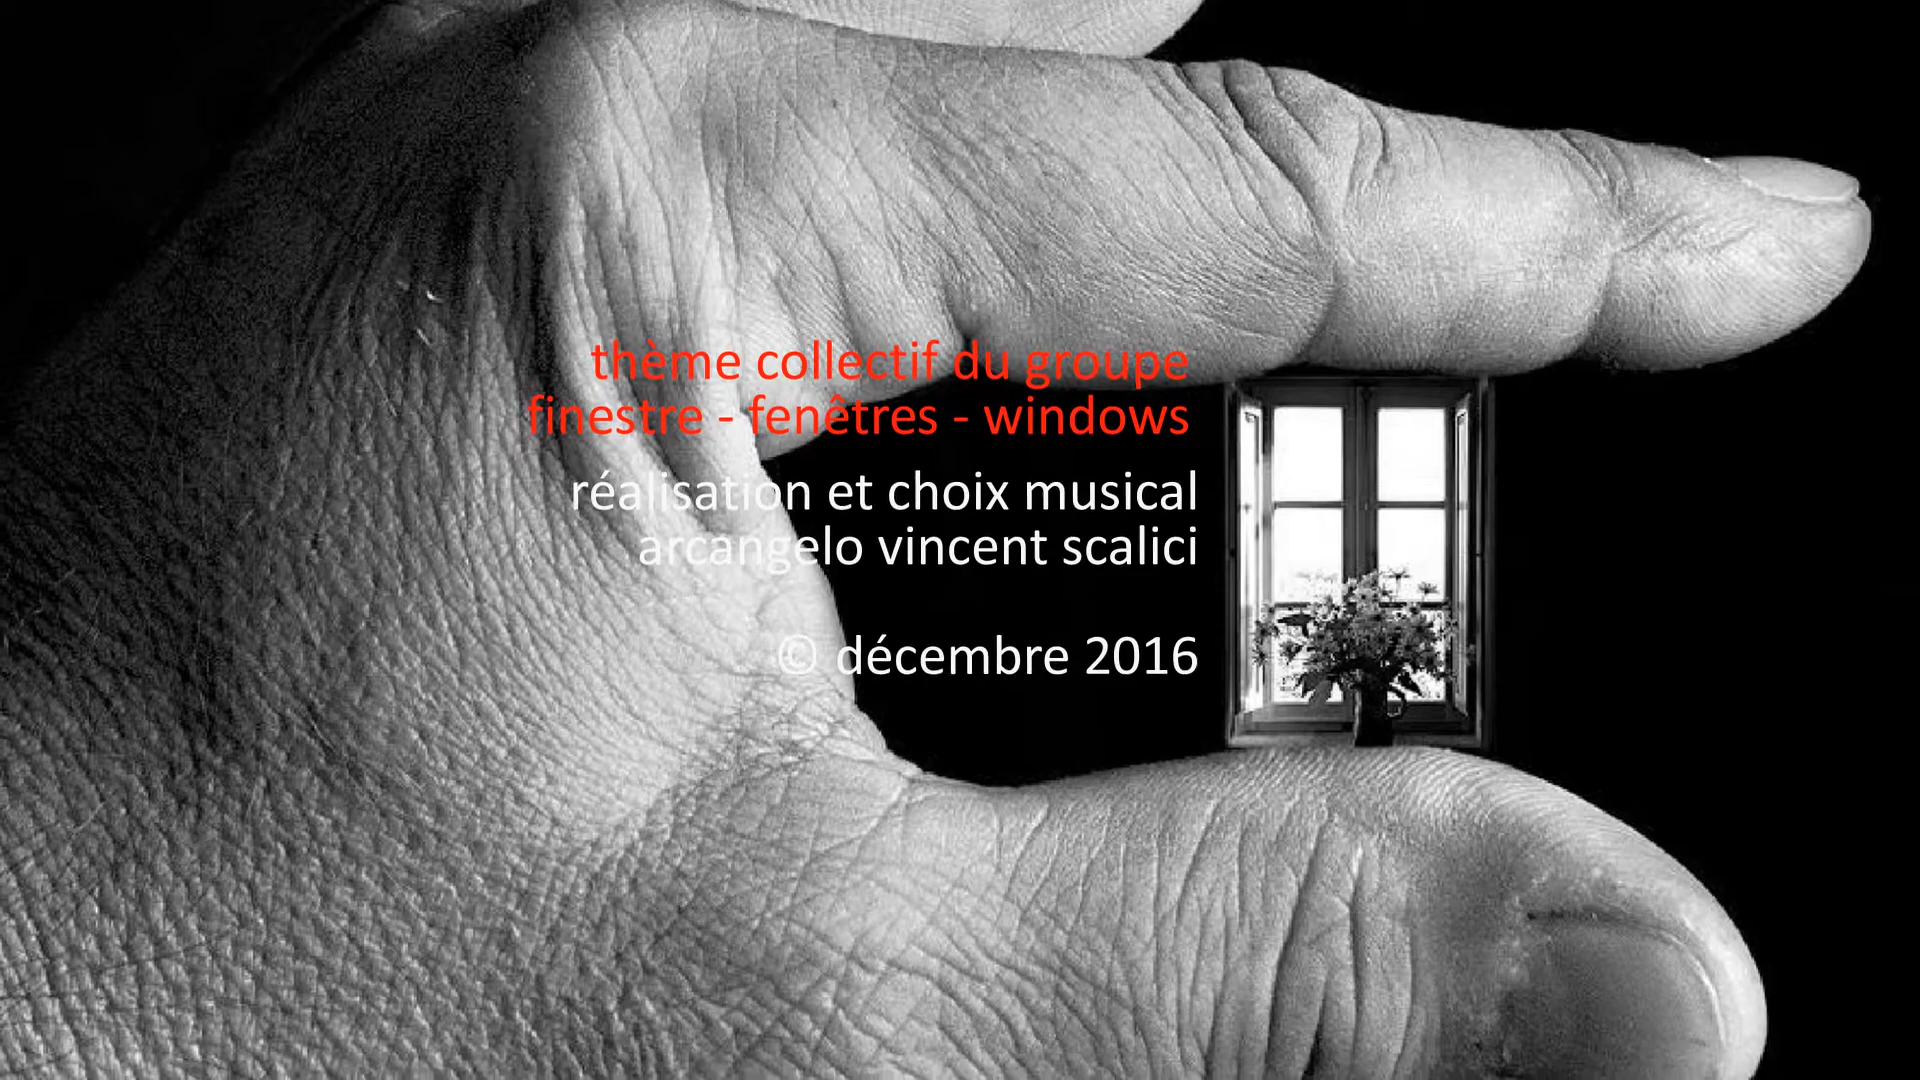 thème collectif du groupe
finestre - fenêtres - windows
réalisation et choix musical
arcangelo vincent scalici
© décembre 2016